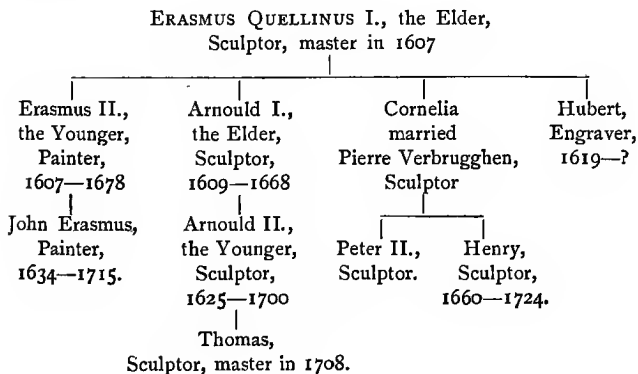 ERASMUS QUELLINUS I., the Elder,
Sculptor, master in 1607
Erasmus II.,
the Younger,
Painter,
1607—1678
John Erasmus,
Painter,
1634—1715.
Arnould I.,
the Elder,
Sculptor,
1609—1668
Arnould II.,
the Younger,
Sculptor,
1625—1700
Thomas,
Sculptor, master in 1708.
Cornelia
married
Pierre Verbrugghen,
Sculptor
Peter II.,
Sculptor.
Henry,
Sculptor,
1660—1724.
Hubert,
Engraver,
1619—?